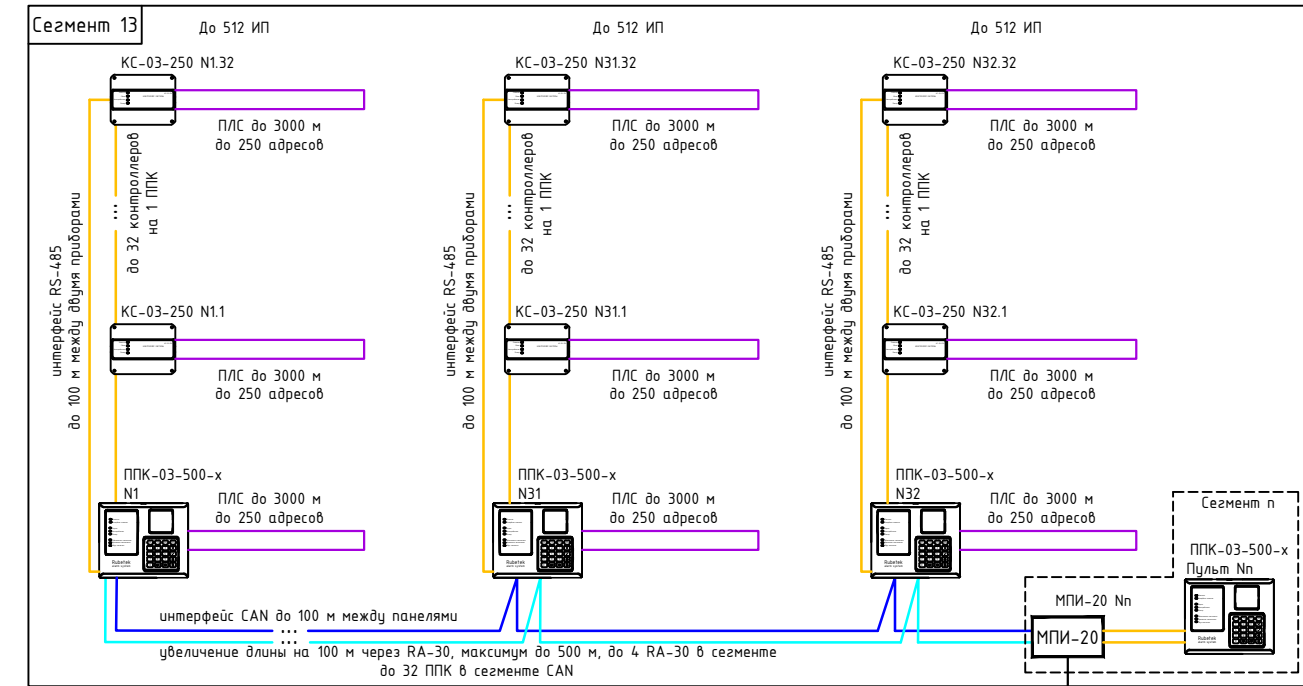 Сегмент 13
До 512 ИП
До 512 ИП
До 512 ИП
КС-03-250 N1.32
КС-03-250 N31.32
КС-03-250 N32.32
ПЛС до 3000 м
до 250 адресов
ПЛС до 3000 м
до 250 адресов
ПЛС до 3000 м
до 250 адресов
интерфейс RS-485
до 100 м между двумя приборами
...
до 32 контроллеров
на 1 ППК
интерфейс RS-485
до 100 м между двумя приборами
...
до 32 контроллеров
на 1 ППК
интерфейс RS-485
до 100 м между двумя приборами
...
до 32 контроллеров
на 1 ППК
КС-03-250 N1.1
КС-03-250 N31.1
КС-03-250 N32.1
ПЛС до 3000 м
до 250 адресов
ПЛС до 3000 м
до 250 адресов
ПЛС до 3000 м
до 250 адресов
ППК-03-500-х
N1
ПЛС до 3000 м
до 250 адресов
Rubetek
ППК-03-500-х
N31
ПЛС до 3000 м
до 250 адресов
Rubetek
ППК-03-500-х
N32
ПЛС до 3000 м
до 250 адресов
Rubetek
Сегмент n
ППК-03-500-х
Пульт Nn
Rubetek
МПИ-20 Nn
МПИ-20
интерфейс CAN до 100 м между панелями
...
увеличение длины на 100 м через RA-30, максимум до 500 м, до 4 RA-30 в сегменте
до 32 ППК в сегменте CAN